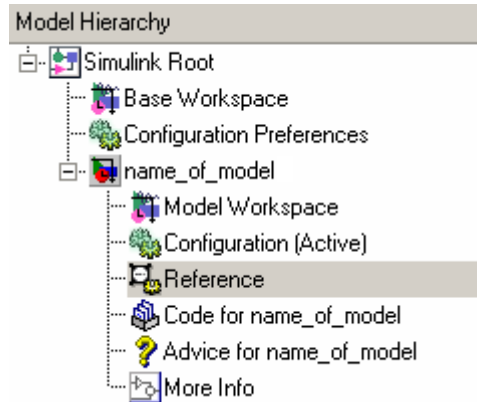 Model Hierarchy
Simulink Root
Base Workspace
Configuration Preferences
name_of_model
Model Workspace
Configuration (Active)
Reference
Code for name_of_model
Advice for name_of_model
More Info